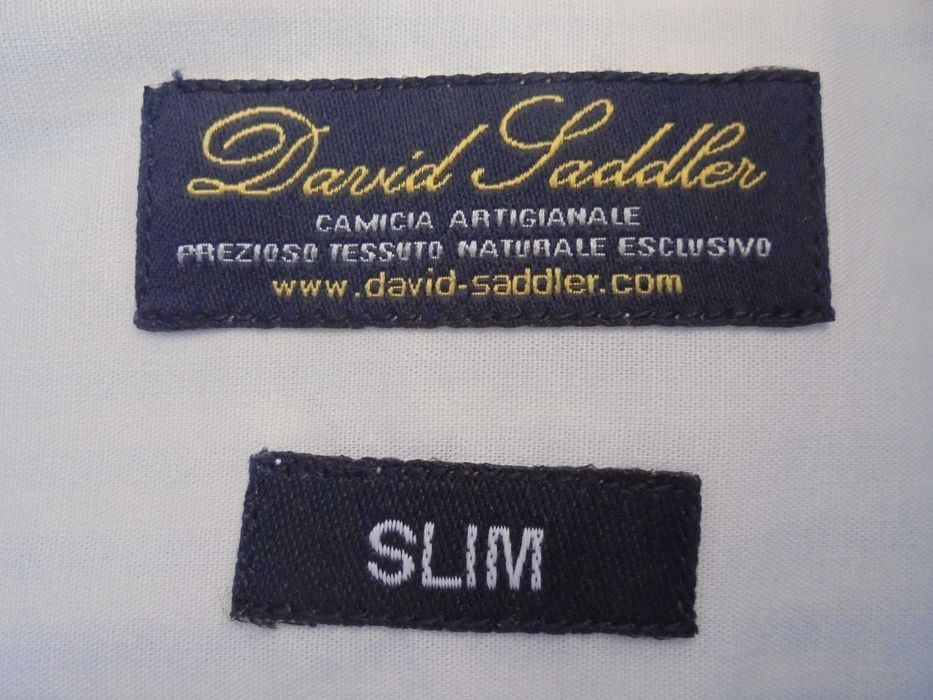 David Saddler
CAMICIA ARTIGIANALE
PREZIOSO TESSUTO NATURALE ESCLUSIVO
www.david-saddler.com
SLIM